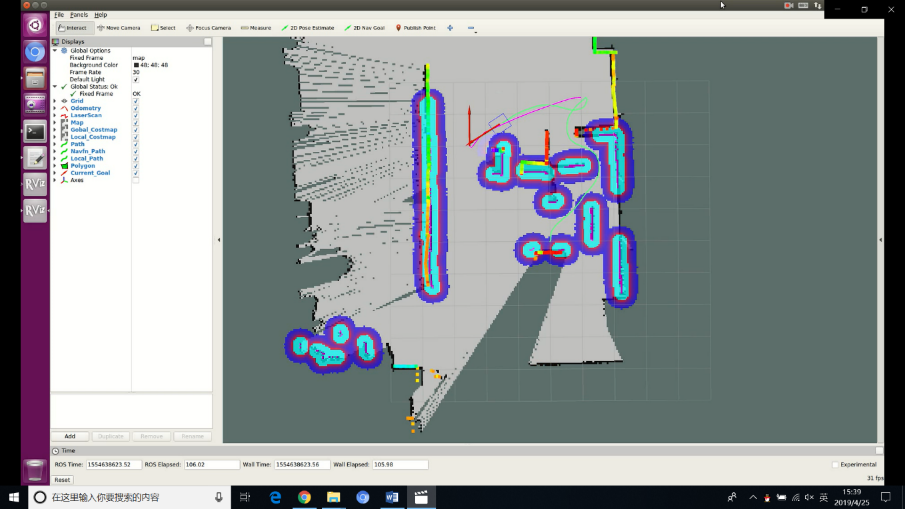 File Panels Help
Interact Move Camera Select Focus Camera Measure 2D Pose Estimate 2D Nav Goal Publish Point
Displays
Global Options
Fixed Frame map
Background Color 48; 48; 48
Frame Rate 30
Default Light
Global Status: Ok
Fixed Frame OK
Grid
Odometry
LaserScan
Map
Gobal_Costmap
Local_Costmap
Path
Navfn_Path
Local_Path
Polygon
Current_Goal
Axes
Add Duplicate Remove Rename
Time
ROS Time: 1554638623.52 ROS Elapsed: 106.02 Wall Time: 1554638623.56 Wall Elapsed: 105.98 Experimental
Reset 31 fps
在这里输入你要搜索的内容
英
15:39
2019/4/25
RViz
RViz